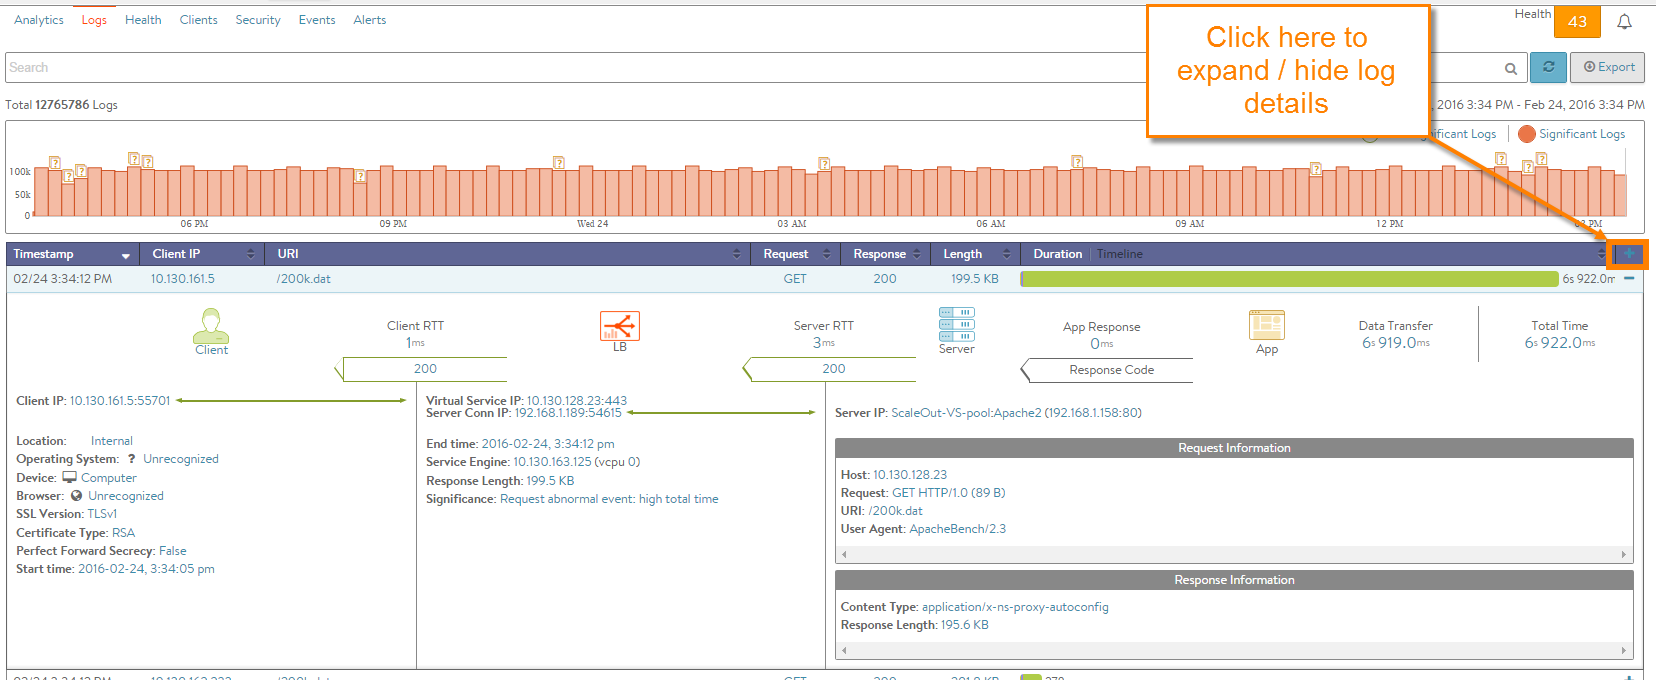 Analytics Logs Health Clients Security Events Alerts
Health 43
Click here to
expand / hide log
details
Search
Export
Total 12765786 Logs
2016 3:34 PM - Feb 24, 2016 3:34 PM
Significant Logs
100k
50k
0
06 PM 09 PM Wed 24 03 AM 06 AM 09 AM 12 PM
Timestamp Client IP URI Request Response Length Duration Timeline +
02/24 3:34:12 PM 10.130.161.5 /200k.dat GET 200 199.5 KB 6s 922.0m
Client
Client RTT
1ms
200
LB
Server RTT
3ms
200
Server
App Response
0ms
Response Code
App
Data Transfer
6s 919.0ms
Total Time
6s 922.0ms
Client IP: 10.130.161.5:55701
Location: Internal
Operating System: ? Unrecognized
Device: Computer
Browser: Unrecognized
SSL Version: TLSv1
Certificate Type: RSA
Perfect Forward Secrecy: False
Start time: 2016-02-24, 3:34:05 pm
Virtual Service IP: 10.130.128.23:443
Server Conn IP: 192.168.1.189:54615
End time: 2016-02-24, 3:34:12 pm
Service Engine: 10.130.163.125 (vcpu 0)
Response Length: 199.5 KB
Significance: Request abnormal event: high total time
Server IP: ScaleOut-VS-pool:Apache2 (192.168.1.158:80)
Request Information
Host: 10.130.128.23
Request: GET HTTP/1.0 (89 B)
URI: /200k.dat
User Agent: ApacheBench/2.3
Response Information
Content Type: application/x-ns-proxy-autoconfig
Response Length: 195.6 KB